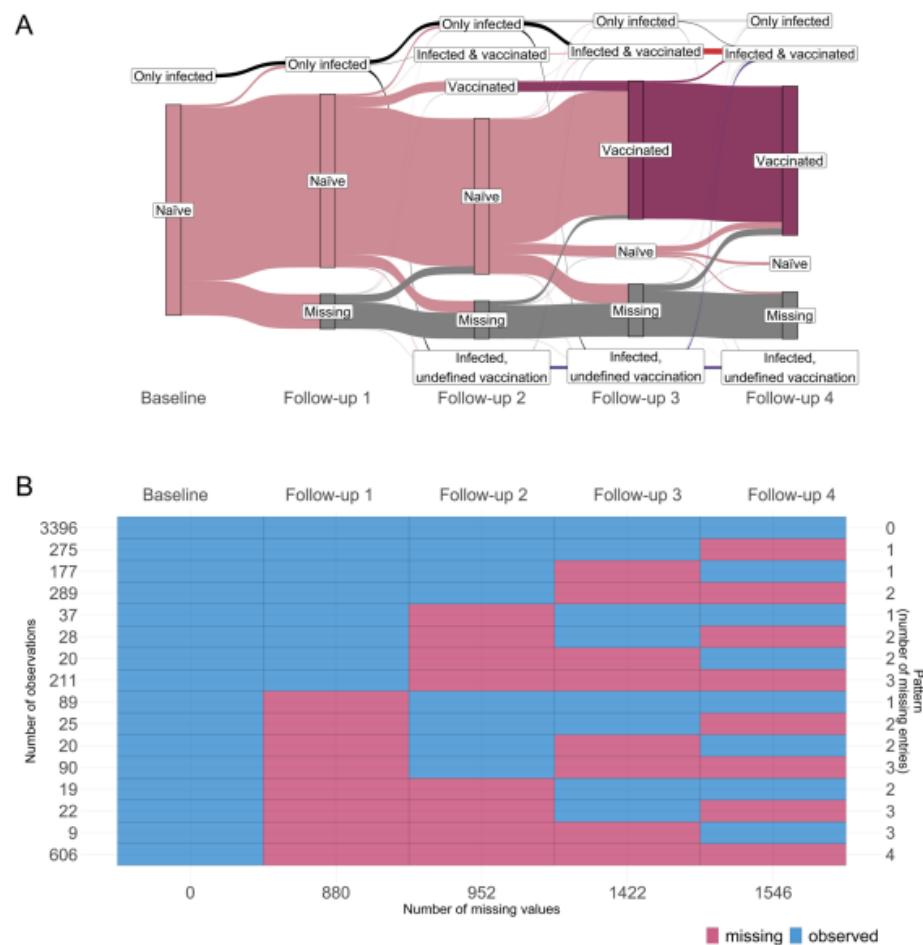 A
Only infected
Only infected
Only infected
Only infected
Only infected
Infected & vaccinated
Infected & vaccinated
Infected & vaccinated
Vaccinated
Vaccinated
Vaccinated
Naïve
Naïve
Naïve
Naïve
Naïve
Missing
Missing
Missing
Missing
Infected,
undefined vaccination
Infected,
undefined vaccination
Infected,
undefined vaccination
Baseline
Follow-up 1
Follow-up 2
Follow-up 3
Follow-up 4
B
Baseline
Follow-up 1
Follow-up 2
Follow-up 3
Follow-up 4
Number of observations
3396
275
177
289
37
28
20
211
89
25
20
90
19
22
9
606
0
1
1
2
1
2
2
3
1
2
2
3
2
3
3
4
Pattern
(number of missing entries)
0
880
952
1422
1546
Number of missing values
missing
observed